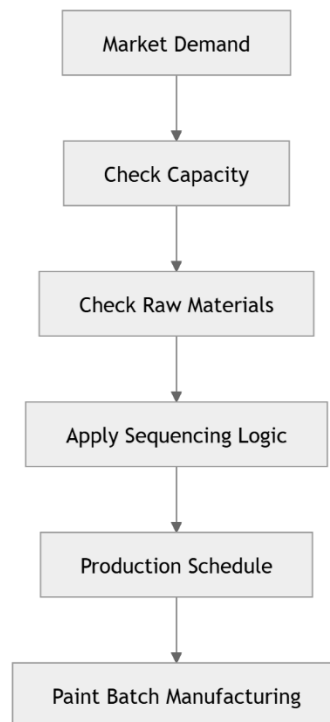 Market Demand
Check Capacity
Check Raw Materials
Apply Sequencing Logic
Production Schedule
Paint Batch Manufacturing